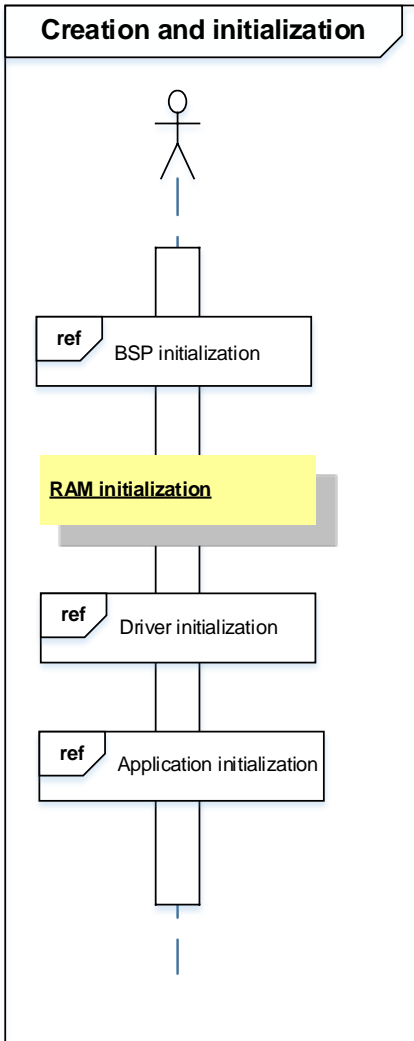 Creation and initialization
ref
BSP initialization
RAM initialization
ref
Driver initialization
ref
Application initialization